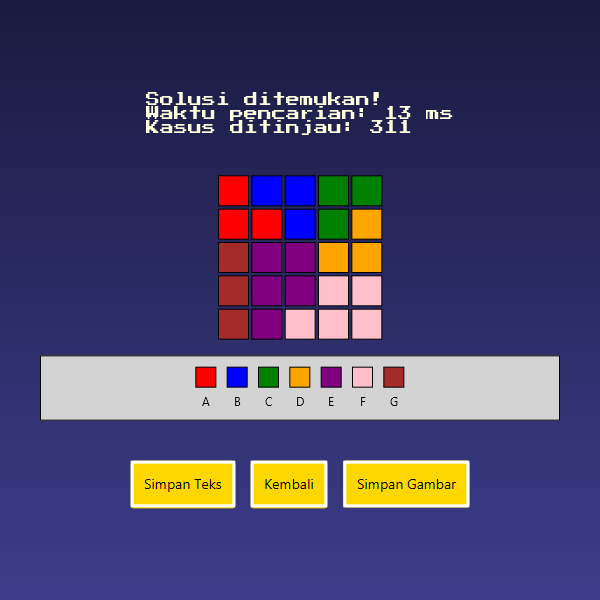 Solusi ditemukan!
Waktu pencarian: 13 ms
Kasus ditinjau: 311
A B C D E F G
Simpan Teks Kembali Simpan Gambar